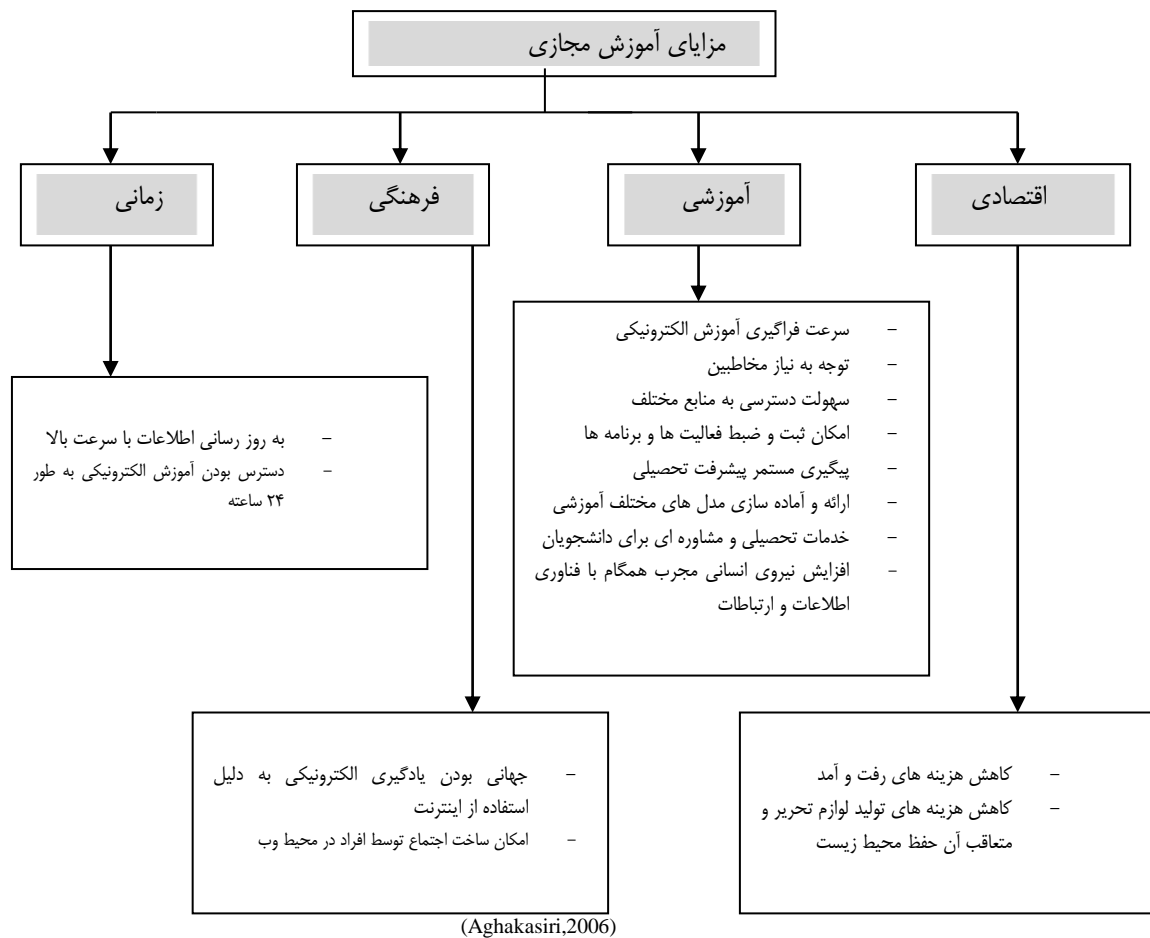 مزایای آموزش مجازی
اقتصادی
آموزشی
فرهنگی
زمانی
- سرعت فراگیری آموزش الکترونیکی
- توجه به نیاز مخاطبین
- سهولت دسترسی به منابع مختلف
- امکان ثبت و ضبط فعالیت ها و برنامه ها
- پیگیری مستمر پیشرفت تحصیلی
- ارائه و آماده سازی مدل های مختلف آموزشی
- خدمات تحصیلی و مشاوره ای برای دانشجویان
- افزایش نیروی انسانی مجرب همگام با فناوری
اطلاعات و ارتباطات
- به روز رسانی اطلاعات با سرعت بالا
- دسترس بودن آموزش الکترونیکی به طور
۲۴ ساعته
- کاهش هزینه های رفت و آمد
- کاهش هزینه های تولید لوازم تحریر و
متعاقب آن حفظ محیط زیست
- جهانی بودن یادگیری الکترونیکی به دلیل
استفاده از اینترنت
- امکان ساخت اجتماع توسط افراد در محیط وب
(Aghakasiri,2006)